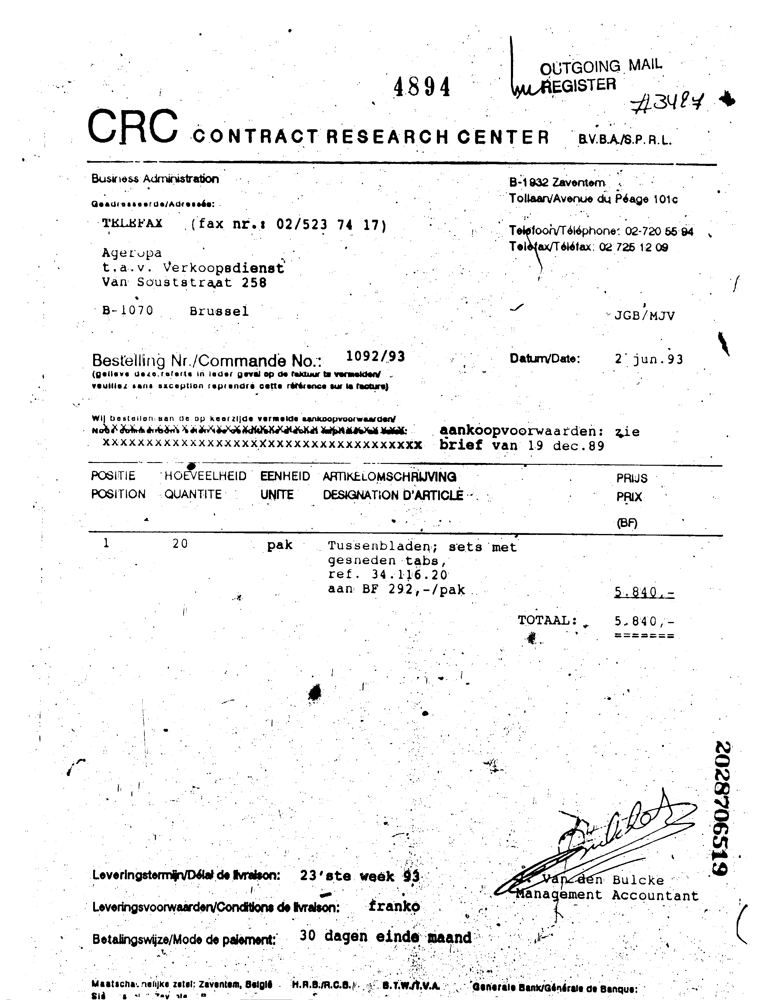 4894
OUTGOING MAIL
REGISTER
#3487
CRC CONTRACT RESEARCH CENTER B.V.B.A./S.P.R.L.
Business Administration
B-1932 Zaventem
Tollaan/Avenue du Péage 101c
Geadresseerde/Adressée:
TELEFAX (fax nr.: 02/523 74 17)
Telefoon/Téléphone: 02-720 55 94
Telefax/Téléfax: 02 725 12 09
Ageropa
t.a.v. Verkoopsdienst
Van Souststraat 258
B-1070 Brussel
JGB/MJV
Bestelling Nr./Commande No.: 1092/93
Datum/Date: 2 jun.93
(gelieve deze referte in ieder geval op de faktuur te vermelden/
veuillez sans exception reprendre cette référence sur la facture)
Wij bestellen aan de op keerzijde vermelde aankoopvoorwaarden/
aankoopvoorwaarden: zie
xxxxxxxxxxxxxxxxxxxxxxxxxxxxxxxxxxxxx brief van 19 dec.89
POSITIE HOEVEELHEID EENHEID ARTIKELOMSCHRIJVING PRIJS
POSITION QUANTITE UNITE DESIGNATION D'ARTICLE PRIX
(BF)
1 20 pak Tussenbladen; sets met
gesneden tabs,
ref. 34.116.20
aan BF 292,-/pak 5.840,-
TOTAAL: 5.840,-
=======
2028706519
Leveringstermijn/Délai de livraison: 23'ste week 93
Van den Bulcke
Management Accountant
Leveringsvoorwaarden/Conditions de livraison: franko
Betalingswijze/Mode de paiement: 30 dagen einde maand
Maatschappelijke zetel: Zaventem, België H.R.B./R.C.B. B.T.W./T.V.A. Generale Bank/Générale de Banque: